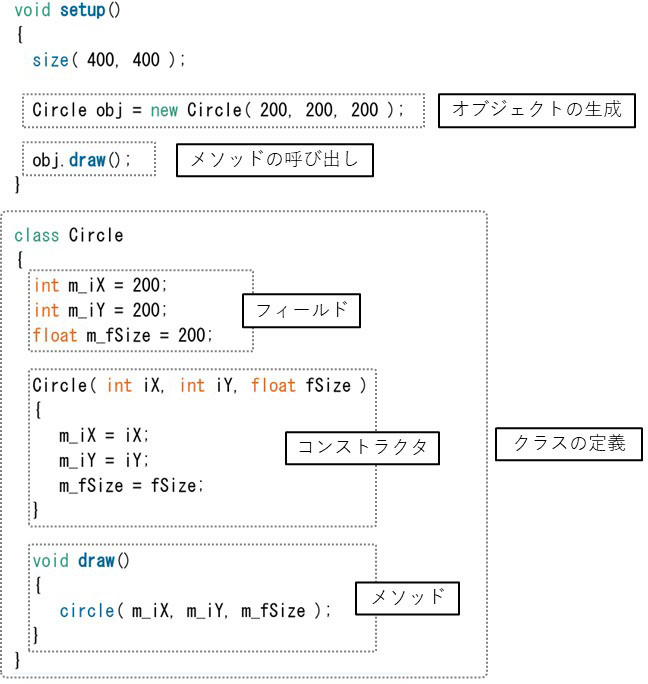 void setup()
{
size( 400, 400 );
Circle obj = new Circle( 200, 200, 200 );
オブジェクトの生成
obj.draw();
メソッドの呼び出し
}
class Circle
{
int m_iX = 200;
int m_iY = 200;
float m_fSize = 200;
フィールド
Circle( int iX, int iY, float fSize )
{
m_iX = iX;
m_iY = iY;
m_fSize = fSize;
}
コンストラクタ
クラスの定義
void draw()
{
circle( m_iX, m_iY, m_fSize );
}
メソッド
}